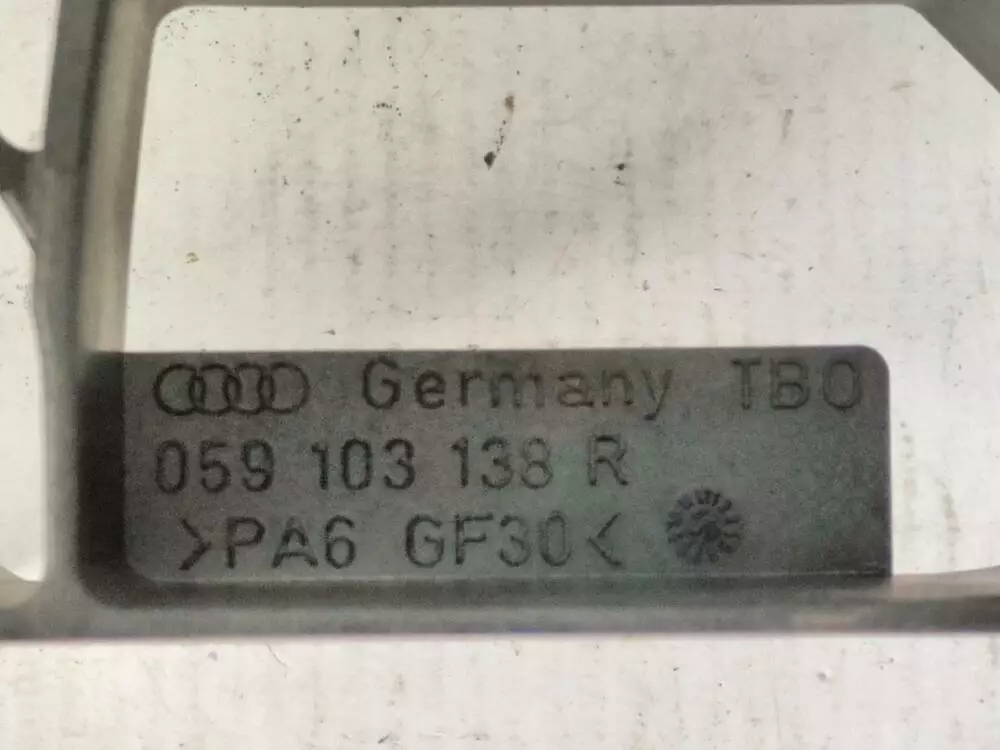 Germany TBO
059 103 138 R
>PA6 GF30<